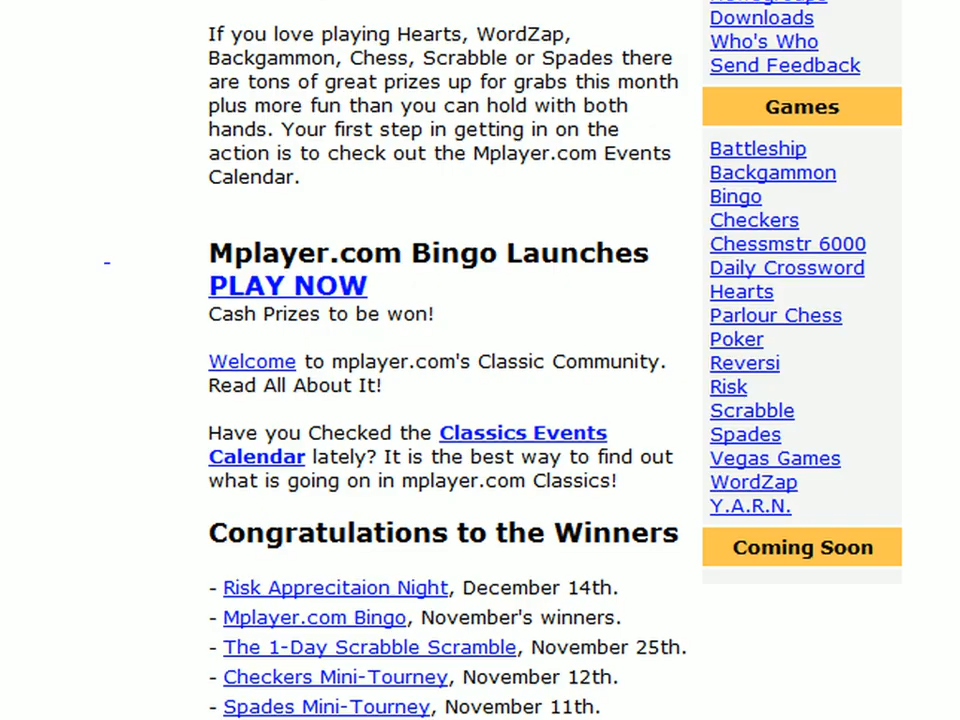 If you love playing Hearts, WordZap,
Backgammon, Chess, Scrabble or Spades there
are tons of great prizes up for grabs this month
plus more fun than you can hold with both
hands. Your first step in getting in on the
action is to check out the Mplayer.com Events
Calendar.
Mplayer.com Bingo Launches
PLAY NOW
Cash Prizes to be won!
Welcome to mplayer.com's Classic Community.
Read All About It!
Have you Checked the Classics Events
Calendar lately? It is the best way to find out
what is going on in mplayer.com Classics!
Congratulations to the Winners
- Risk Apprecitaion Night, December 14th.
- Mplayer.com Bingo, November's winners.
- The 1-Day Scrabble Scramble, November 25th.
- Checkers Mini-Tourney, November 12th.
- Spades Mini-Tourney, November 11th.
Downloads
Who's Who
Send Feedback
Games
Battleship
Backgammon
Bingo
Checkers
Chessmstr 6000
Daily Crossword
Hearts
Parlour Chess
Poker
Reversi
Risk
Scrabble
Spades
Vegas Games
WordZap
Y.A.R.N.
Coming Soon